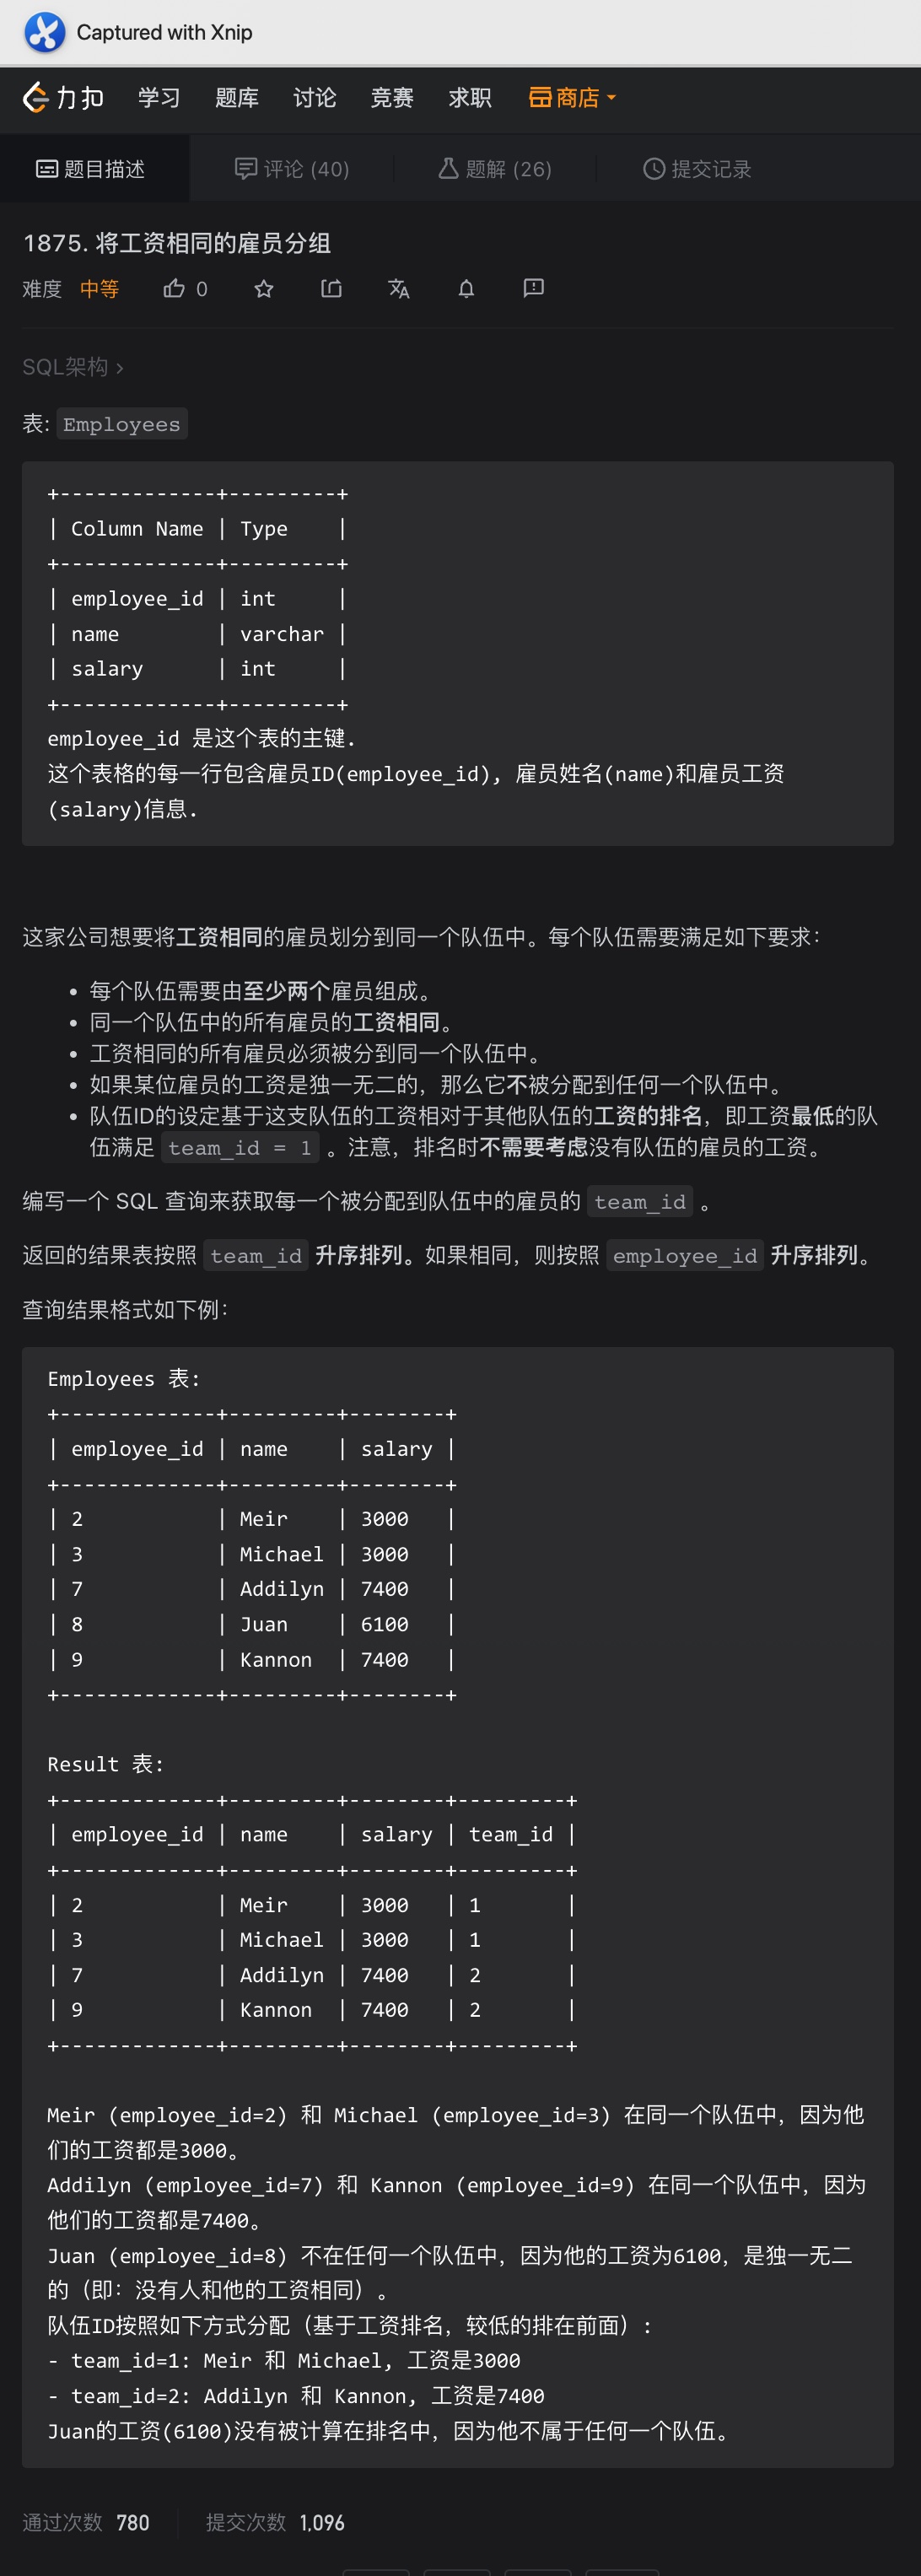 Captured with Xnip
力扣 学习 题库 讨论 竞赛 求职 商店
题目描述 评论 (40) 题解 (26) 提交记录
1875. 将工资相同的雇员分组
难度 中等 0
SQL架构 ›
表: Employees
+-------------+---------+
| Column Name | Type    |
+-------------+---------+
| employee_id | int     |
| name        | varchar |
| salary      | int     |
+-------------+---------+
employee_id 是这个表的主键.
这个表格的每一行包含雇员ID(employee_id), 雇员姓名(name)和雇员工资
(salary)信息.
这家公司想要将工资相同的雇员划分到同一个队伍中。每个队伍需要满足如下要求：
• 每个队伍需要由至少两个雇员组成。
• 同一个队伍中的所有雇员的工资相同。
• 工资相同的所有雇员必须被分到同一个队伍中。
• 如果某位雇员的工资是独一无二的，那么它不被分配到任何一个队伍中。
• 队伍ID的设定基于这支队伍的工资相对于其他队伍的工资的排名，即工资最低的队
伍满足 team_id = 1 。注意，排名时不需要考虑没有队伍的雇员的工资。
编写一个 SQL 查询来获取每一个被分配到队伍中的雇员的 team_id 。
返回的结果表按照 team_id 升序排列。如果相同，则按照 employee_id 升序排列。
查询结果格式如下例：
Employees 表:
+-------------+---------+--------+
| employee_id | name    | salary |
+-------------+---------+--------+
| 2           | Meir    | 3000   |
| 3           | Michael | 3000   |
| 7           | Addilyn | 7400   |
| 8           | Juan    | 6100   |
| 9           | Kannon  | 7400   |
+-------------+---------+--------+
Result 表:
+-------------+---------+--------+---------+
| employee_id | name    | salary | team_id |
+-------------+---------+--------+---------+
| 2           | Meir    | 3000   | 1       |
| 3           | Michael | 3000   | 1       |
| 7           | Addilyn | 7400   | 2       |
| 9           | Kannon  | 7400   | 2       |
+-------------+---------+--------+---------+
Meir (employee_id=2) 和 Michael (employee_id=3) 在同一个队伍中，因为他
们的工资都是3000。
Addilyn (employee_id=7) 和 Kannon (employee_id=9) 在同一个队伍中，因为
他们的工资都是7400。
Juan (employee_id=8) 不在任何一个队伍中，因为他的工资为6100，是独一无二
的（即：没有人和他的工资相同）。
队伍ID按照如下方式分配（基于工资排名，较低的排在前面）:
- team_id=1: Meir 和 Michael, 工资是3000
- team_id=2: Addilyn 和 Kannon, 工资是7400
Juan的工资(6100)没有被计算在排名中，因为他不属于任何一个队伍。
通过次数 780 提交次数 1,096